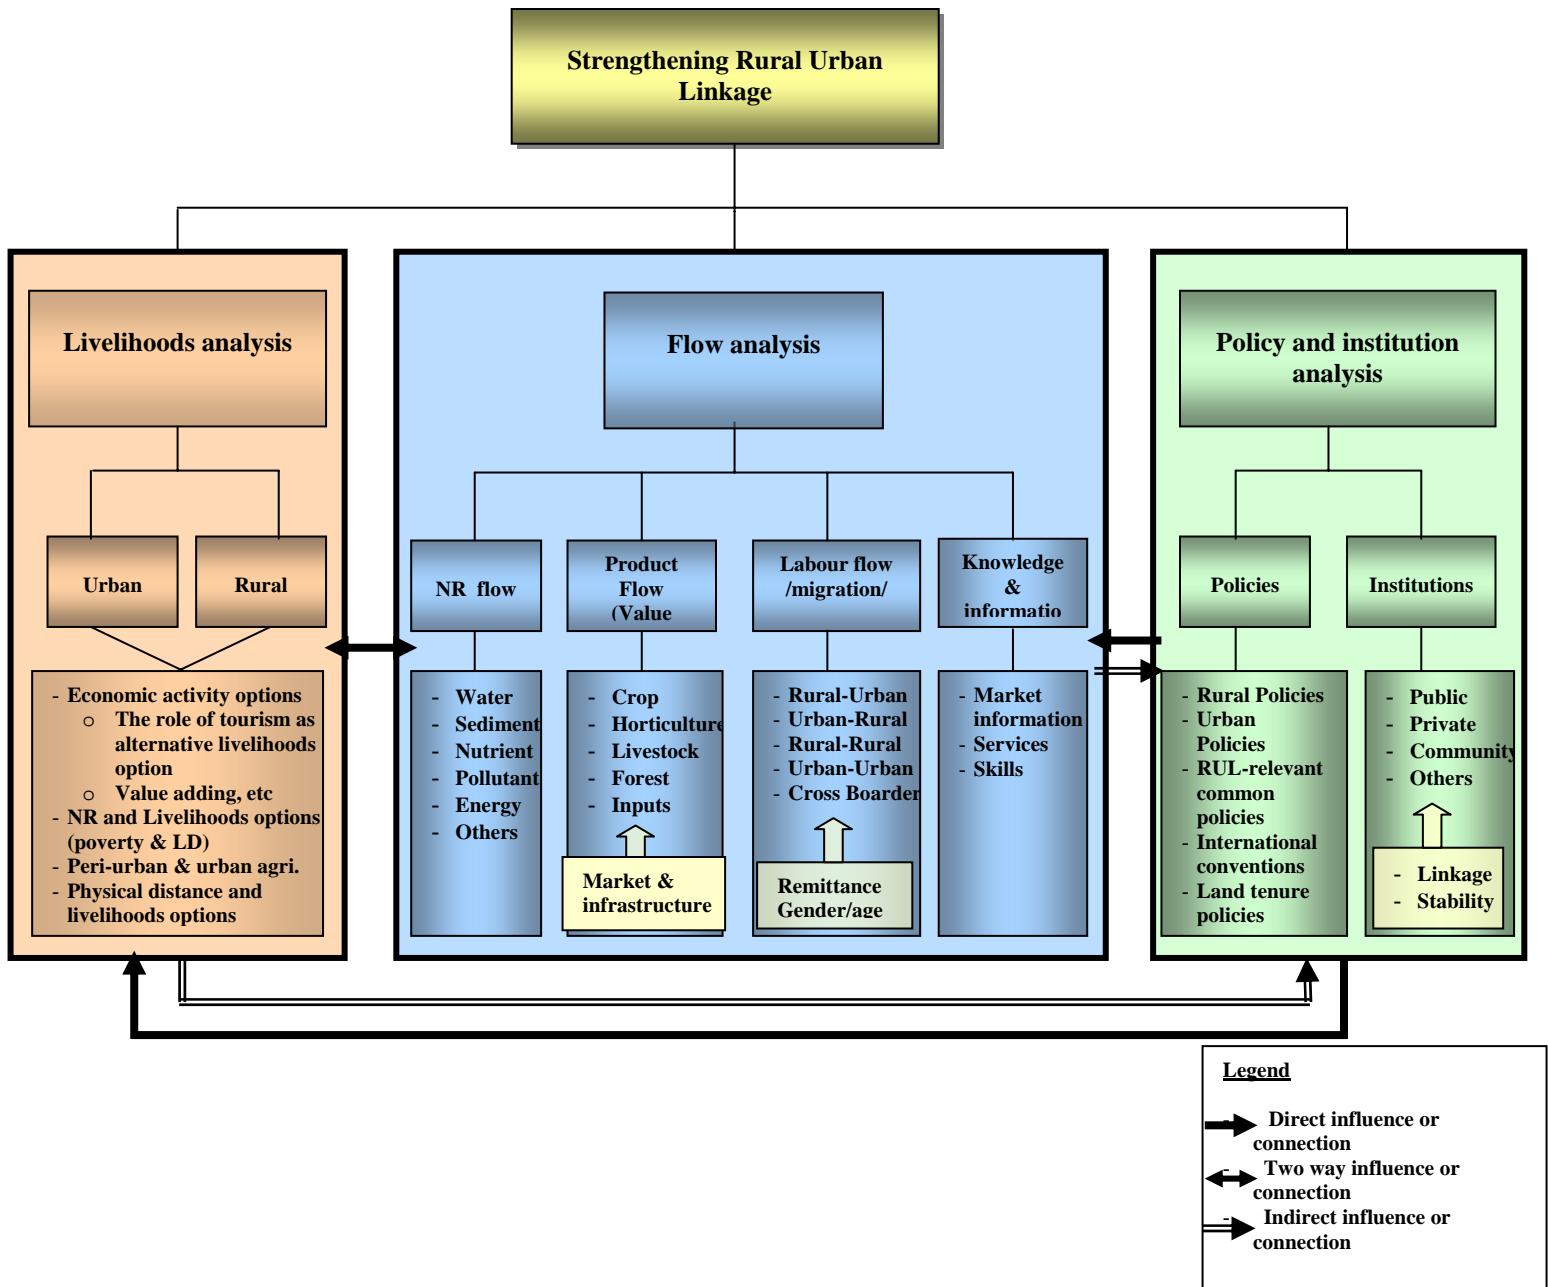 Strengthening Rural Urban
Linkage
Livelihoods analysis
Urban
Rural
- Economic activity options
o The role of tourism as
alternative livelihoods
option
o Value adding, etc
- NR and Livelihoods options
(poverty & LD)
- Peri-urban & urban agri.
- Physical distance and
livelihoods options
Flow analysis
NR flow
- Water
- Sediment
- Nutrient
- Pollutant
- Energy
- Others
Product
Flow
(Value
- Crop
- Horticulture
- Livestock
- Forest
- Inputs
Market &
infrastructure
Labour flow
/migration/
- Rural-Urban
- Urban-Rural
- Rural-Rural
- Urban-Urban
- Cross Boarder
Remittance
Gender/age
Knowledge
&
informatio
- Market
information
- Services
- Skills
Policy and institution
analysis
Policies
- Rural Policies
- Urban
Policies
- RUL-relevant
common
policies
- International
conventions
- Land tenure
policies
Institutions
- Public
- Private
- Community
- Others
- Linkage
- Stability
Legend
- Direct influence or
connection
- Two way influence or
connection
- Indirect influence or
connection